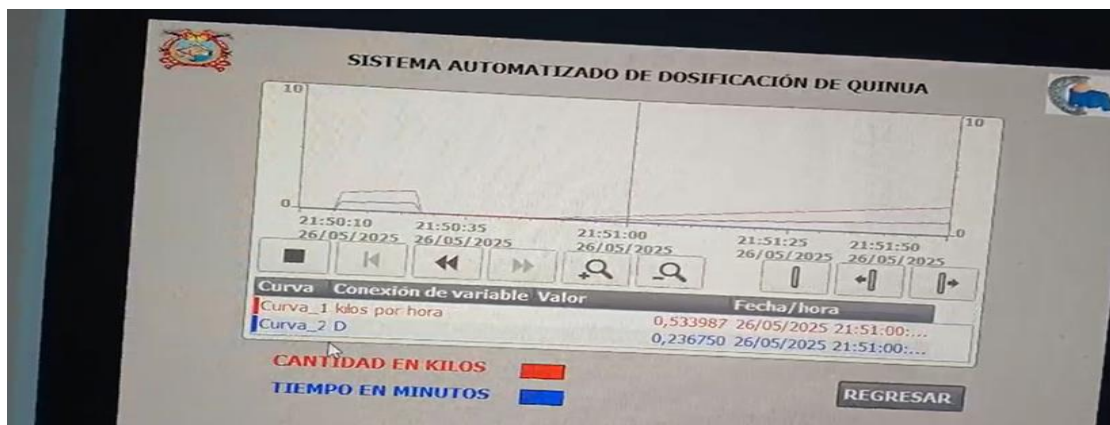 SISTEMA AUTOMATIZADO DE DOSIFICACIÓN DE QUINUA
10
10
0
0
21:50:10 21:50:35 21:51:00 21:51:25 21:51:50
26/05/2025 26/05/2025 26/05/2025 26/05/2025 26/05/2025
Curva Conexión de variable Valor Fecha/hora
Curva_1 kilos por hora 0,533987 26/05/2025 21:51:00:...
Curva_2 D 0,236750 26/05/2025 21:51:00:...
CANTIDAD EN KILOS
TIEMPO EN MINUTOS
REGRESAR